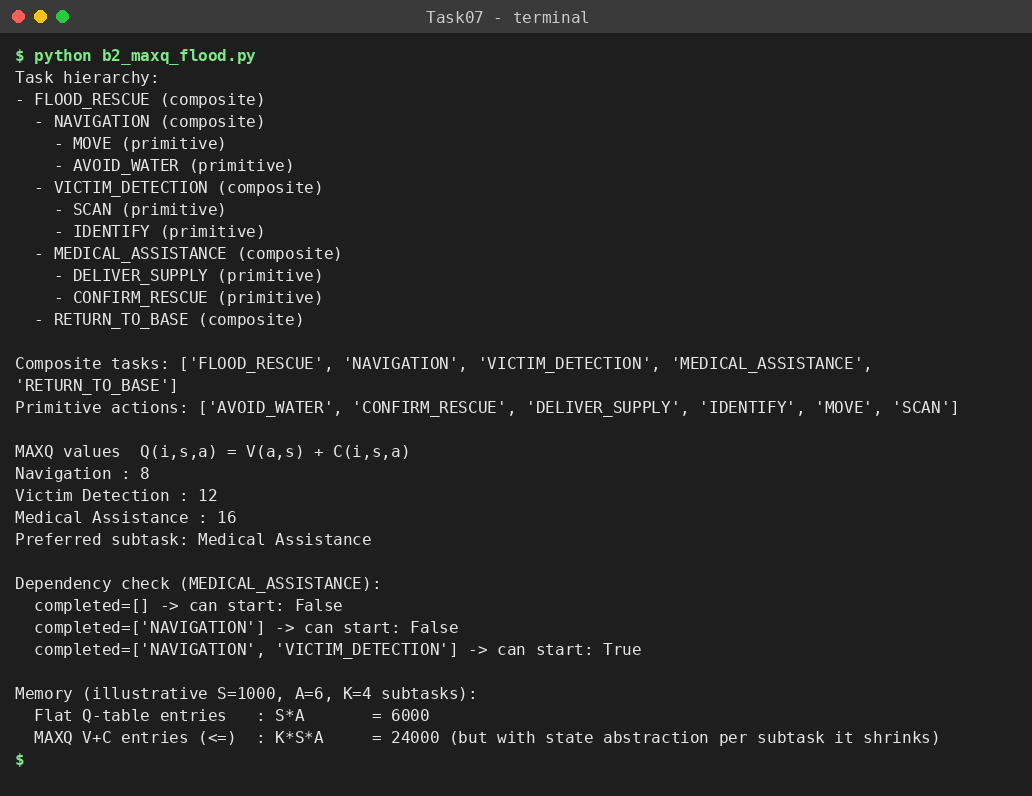 Task07 - terminal
$ python b2_maxq_flood.py
Task hierarchy:
- FLOOD_RESCUE (composite)
  - NAVIGATION (composite)
    - MOVE (primitive)
    - AVOID_WATER (primitive)
  - VICTIM_DETECTION (composite)
    - SCAN (primitive)
    - IDENTIFY (primitive)
  - MEDICAL_ASSISTANCE (composite)
    - DELIVER_SUPPLY (primitive)
    - CONFIRM_RESCUE (primitive)
  - RETURN_TO_BASE (composite)

Composite tasks: ['FLOOD_RESCUE', 'NAVIGATION', 'VICTIM_DETECTION', 'MEDICAL_ASSISTANCE',
'RETURN_TO_BASE']
Primitive actions: ['AVOID_WATER', 'CONFIRM_RESCUE', 'DELIVER_SUPPLY', 'IDENTIFY', 'MOVE', 'SCAN']

MAXQ values  Q(i,s,a) = V(a,s) + C(i,s,a)
Navigation : 8
Victim Detection : 12
Medical Assistance : 16
Preferred subtask: Medical Assistance

Dependency check (MEDICAL_ASSISTANCE):
  completed=[] -> can start: False
  completed=['NAVIGATION'] -> can start: False
  completed=['NAVIGATION', 'VICTIM_DETECTION'] -> can start: True

Memory (illustrative S=1000, A=6, K=4 subtasks):
  Flat Q-table entries   : S*A       = 6000
  MAXQ V+C entries (<=)  : K*S*A     = 24000 (but with state abstraction per subtask it shrinks)
$